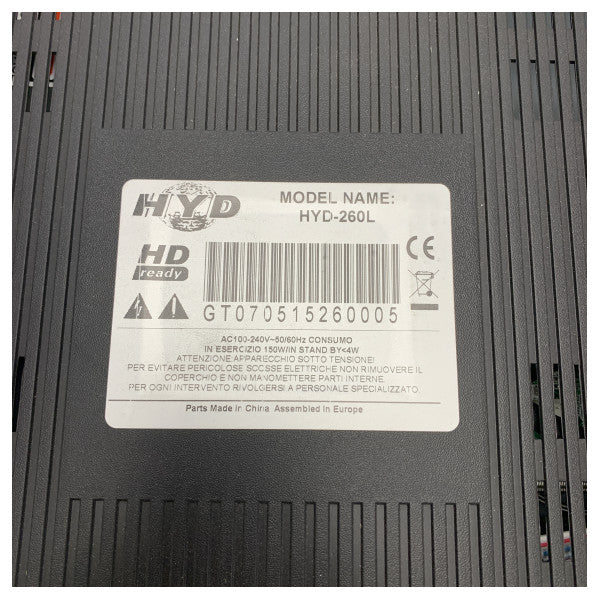 HYD
MODEL NAME:
HYD-260L
HD
ready
CE
GT070515260005
AC100-240V~50/60Hz CONSUMO
IN ESERCIZIO 150W/IN STAND BY<4W
ATTENZIONE APPARECCHIO SOTTO TENSIONE!
PER EVITARE PERICOLOSE SCCSSE ELETTRICHE NON RIMUOVERE IL
COPERCHIO E NON MANOMETTERE PARTI INTERNE.
PER OGNI INTERVENTO RIVOLGERSI A PERSONALE SPECIALIZZATO.
Parts Made in China Assembled in Europe